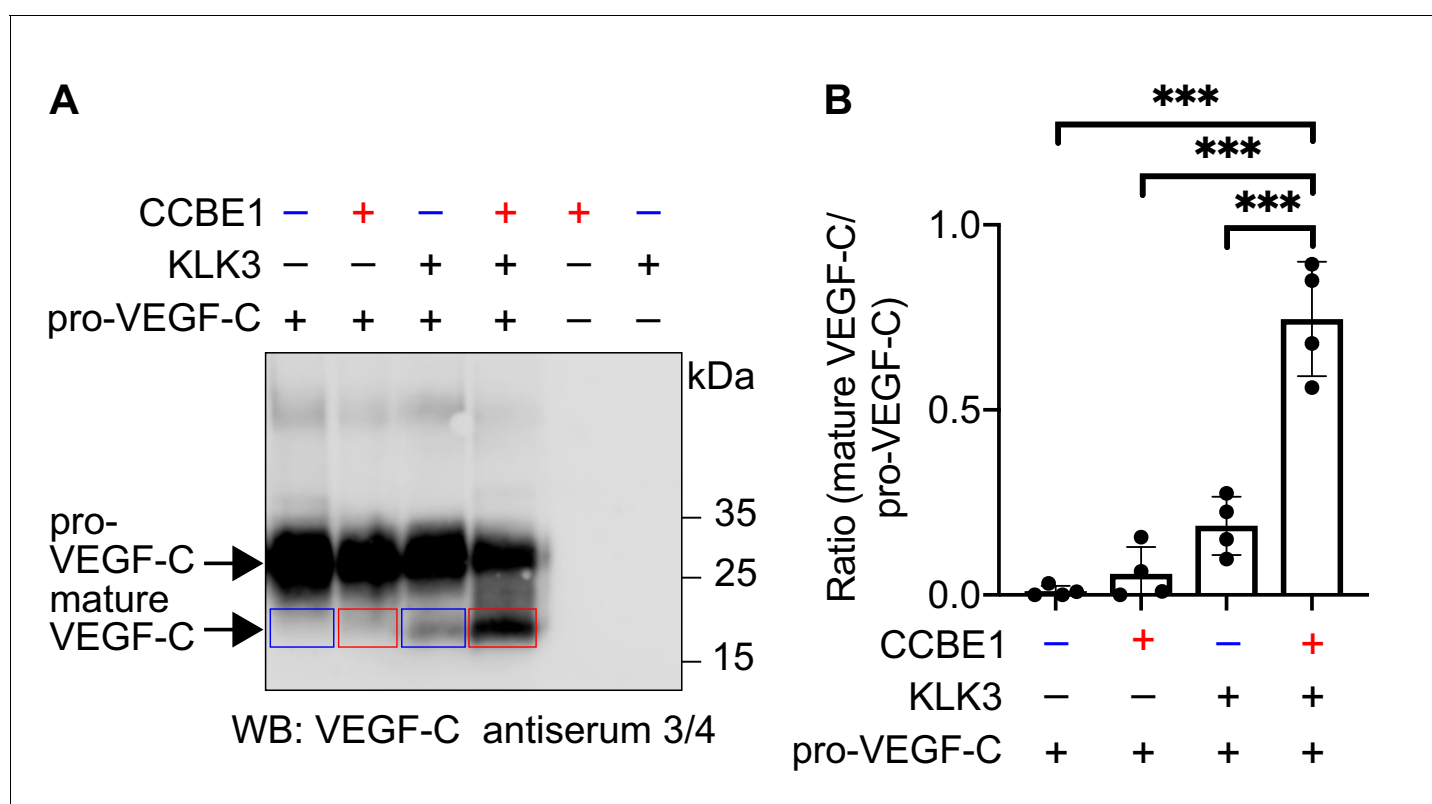 A
CCBE1 – + – + + –
KLK3 – – + + – +
pro-VEGF-C + + + + – –
kDa
35
pro-
VEGF-C
25
mature
VEGF-C
15
WB: VEGF-C antiserum 3/4
B
***
***
***
Ratio (mature VEGF-C/
pro-VEGF-C)
1.0
0.5
0.0
CCBE1 – + – +
KLK3 – – + +
pro-VEGF-C + + + +